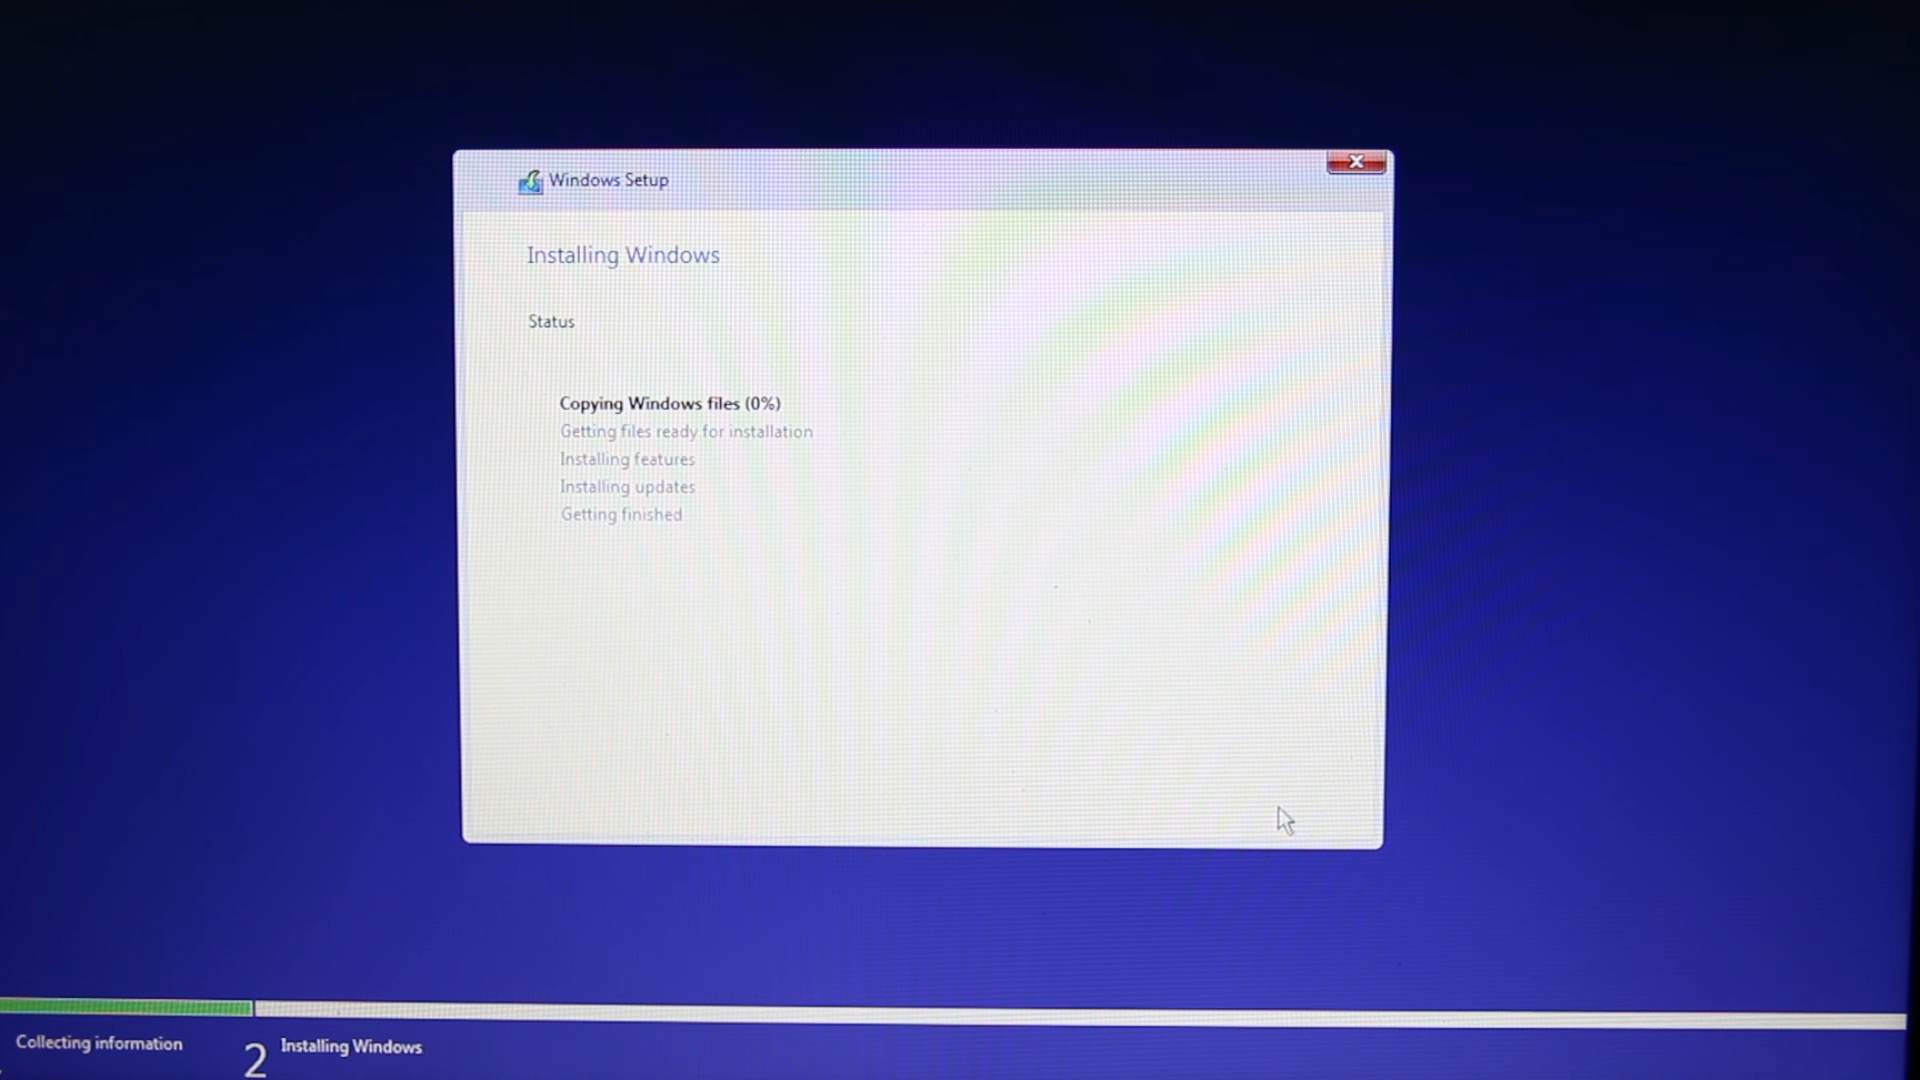 Windows Setup
Installing Windows
Status
Copying Windows files (0%)
Getting files ready for installation
Installing features
Installing updates
Getting finished
Collecting information
2 Installing Windows